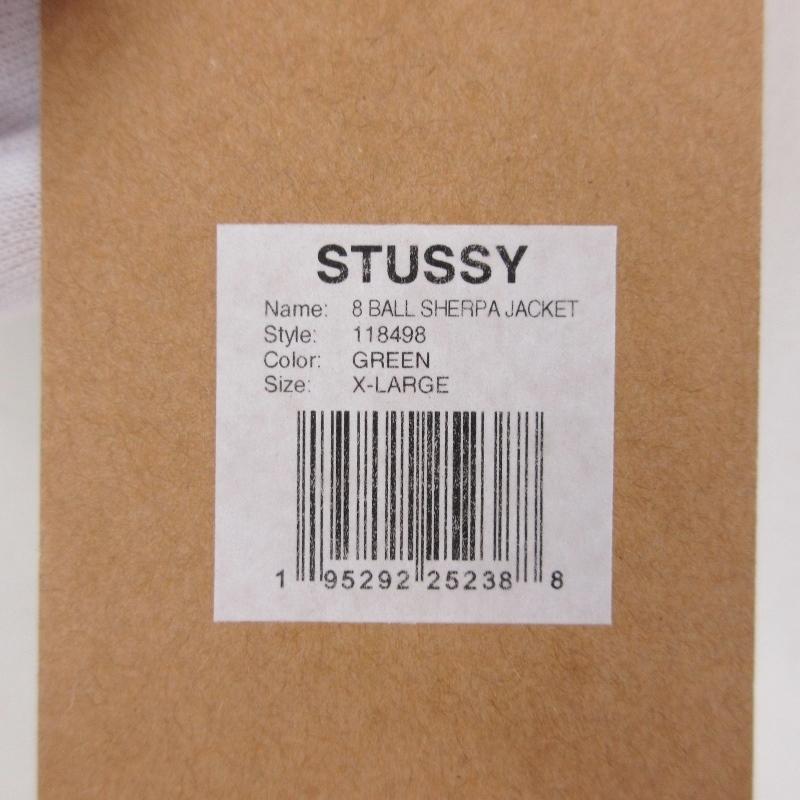 STUSSY
Name: 8 BALL SHERPA JACKET
Style: 118498
Color: GREEN
Size: X-LARGE
1 95292 25238 8